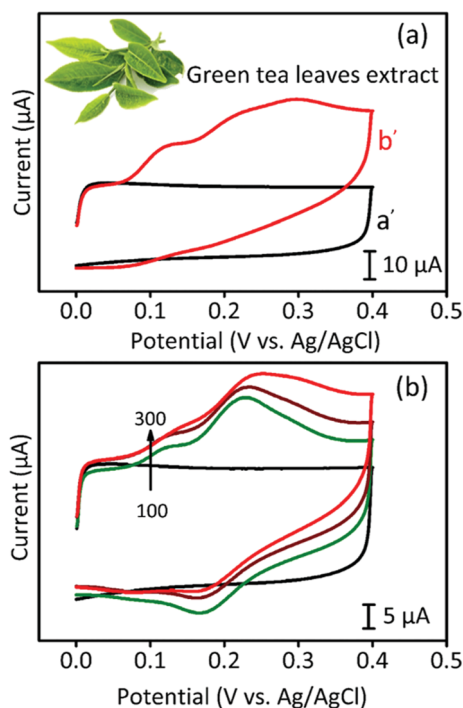 (a)
Green tea leaves extract
Current (µA)
b'
a'
10 µA
0.0 0.1 0.2 0.3 0.4 0.5
Potential (V vs. Ag/AgCl)
(b)
Current (µA)
300
100
5 µA
0.0 0.1 0.2 0.3 0.4 0.5
Potential (V vs. Ag/AgCl)